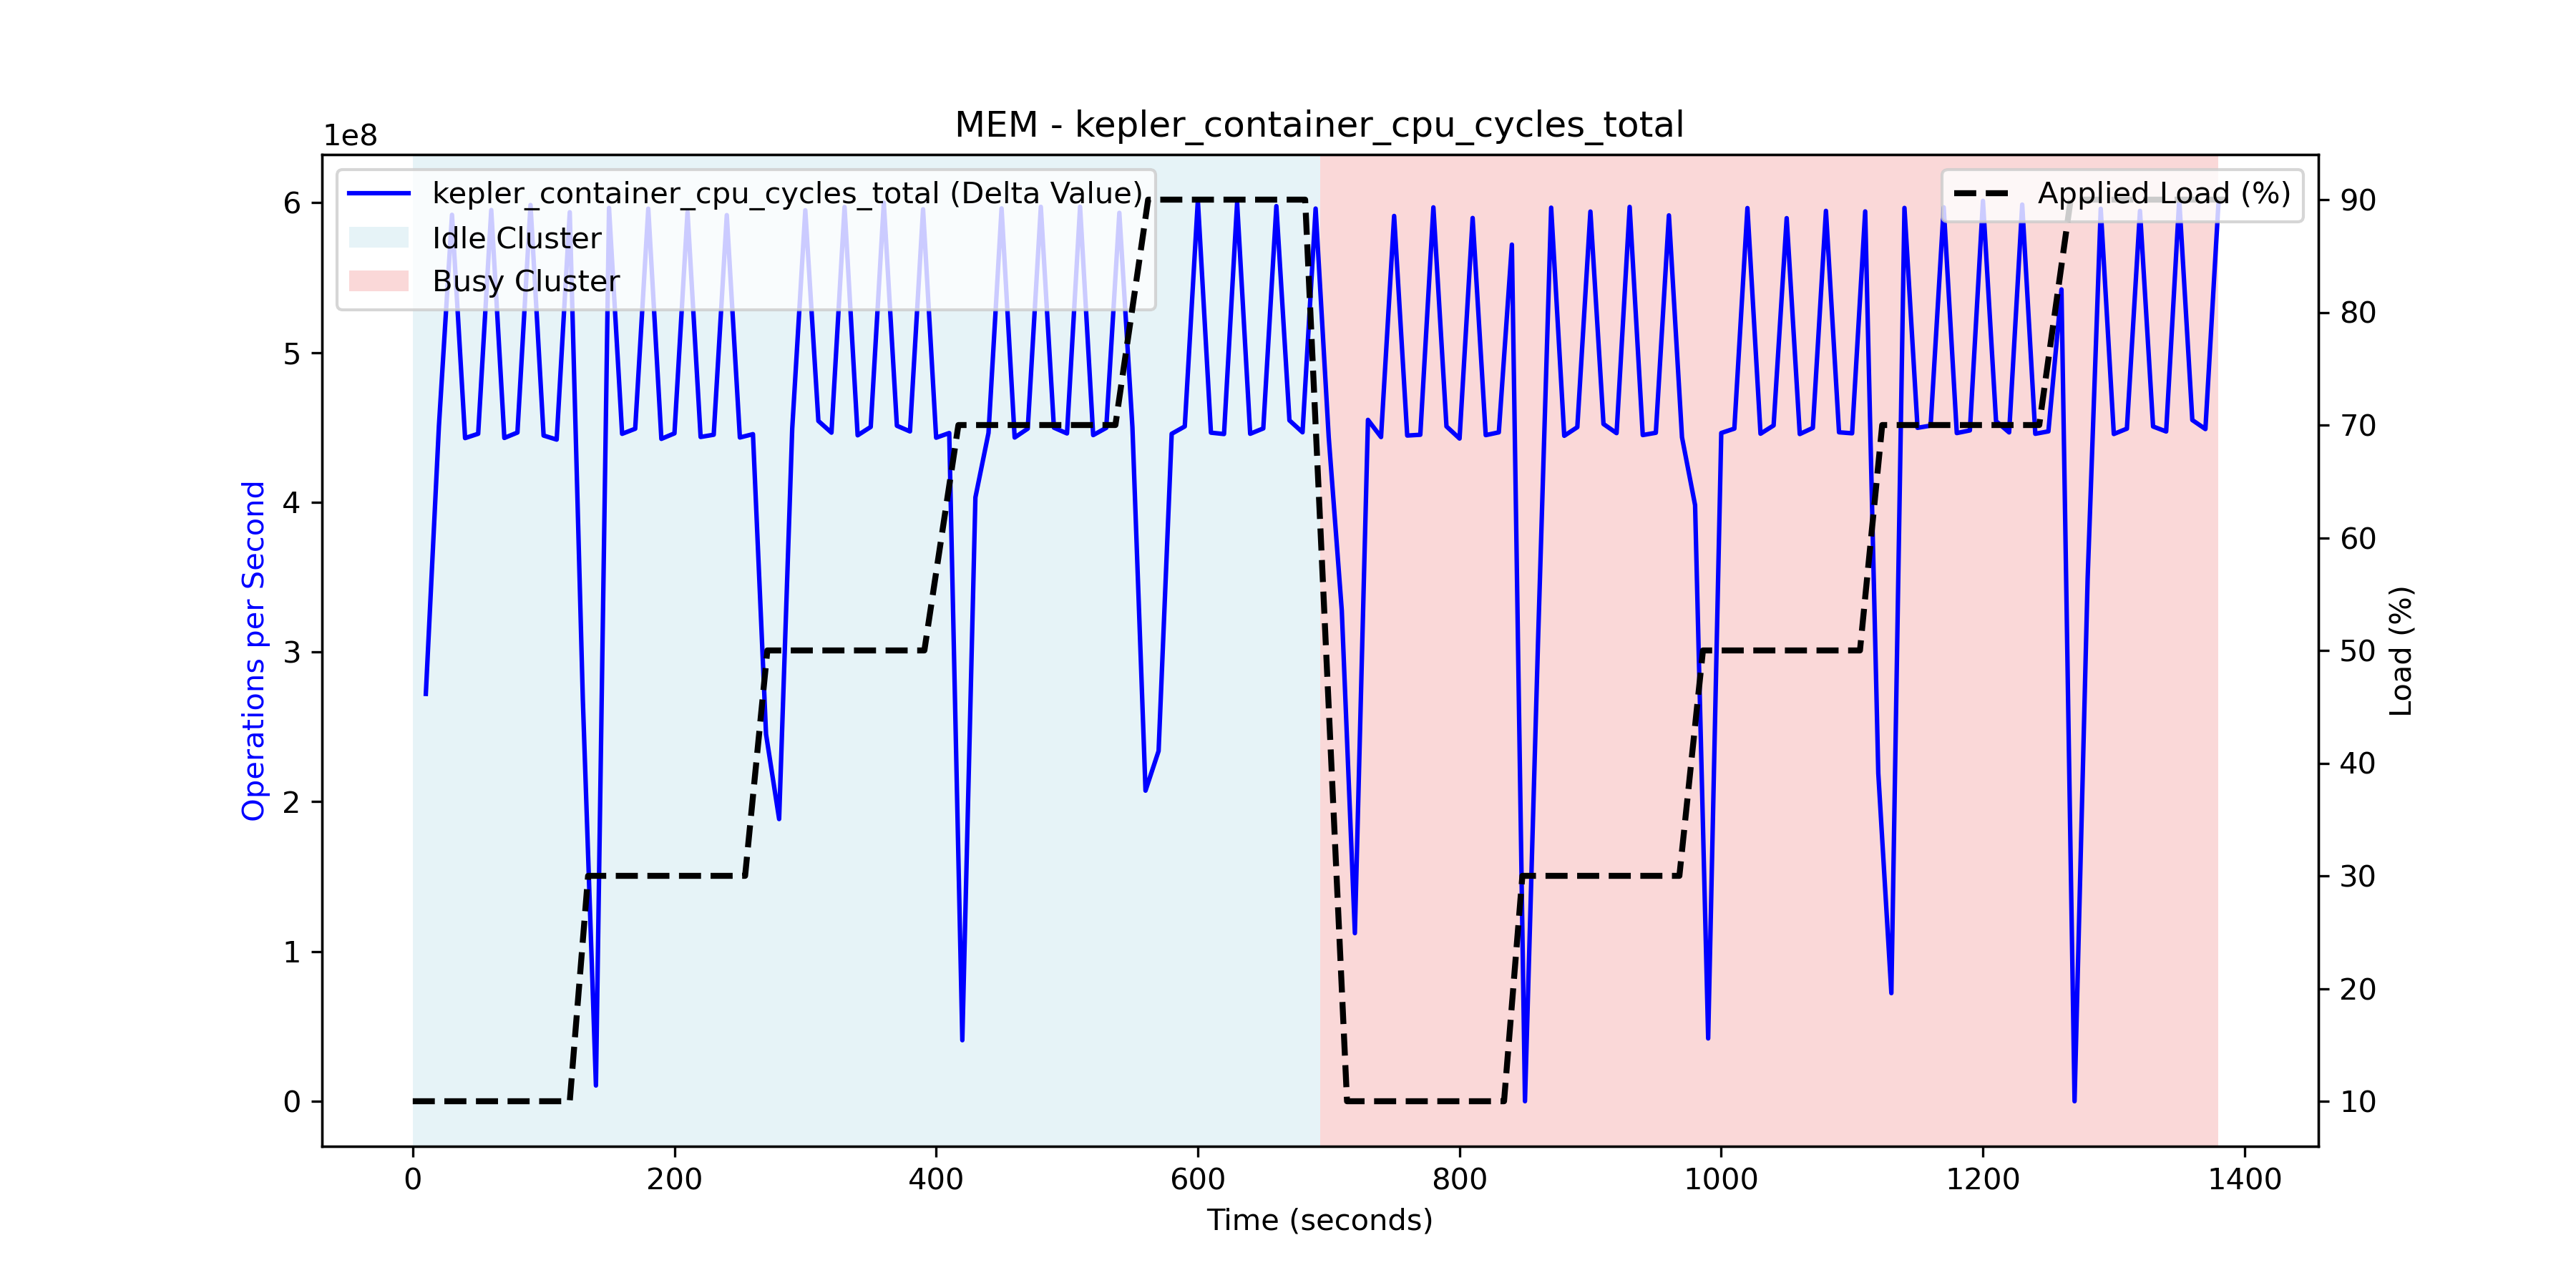 MEM - kepler_container_cpu_cycles_total
1e8
kepler_container_cpu_cycles_total (Delta Value)
Idle Cluster
Busy Cluster
Applied Load (%)
Operations per Second
6
5
4
3
2
1
0
90
80
70
60
50
40
30
20
10
Load (%)
0 200 400 600 800 1000 1200 1400
Time (seconds)